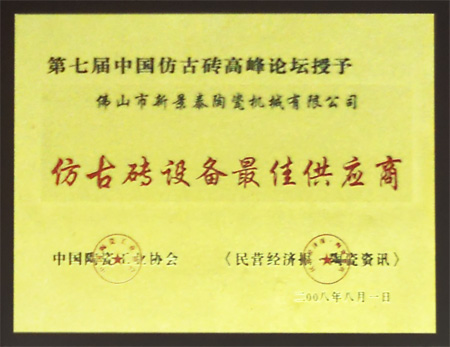 第七届中国仿古砖高峰论坛授予
佛山市新景泰陶瓷机械有限公司
仿古砖设备最佳供应商
中国陶瓷工业协会 《民营经济报·陶瓷资讯》
二00八年八月一日